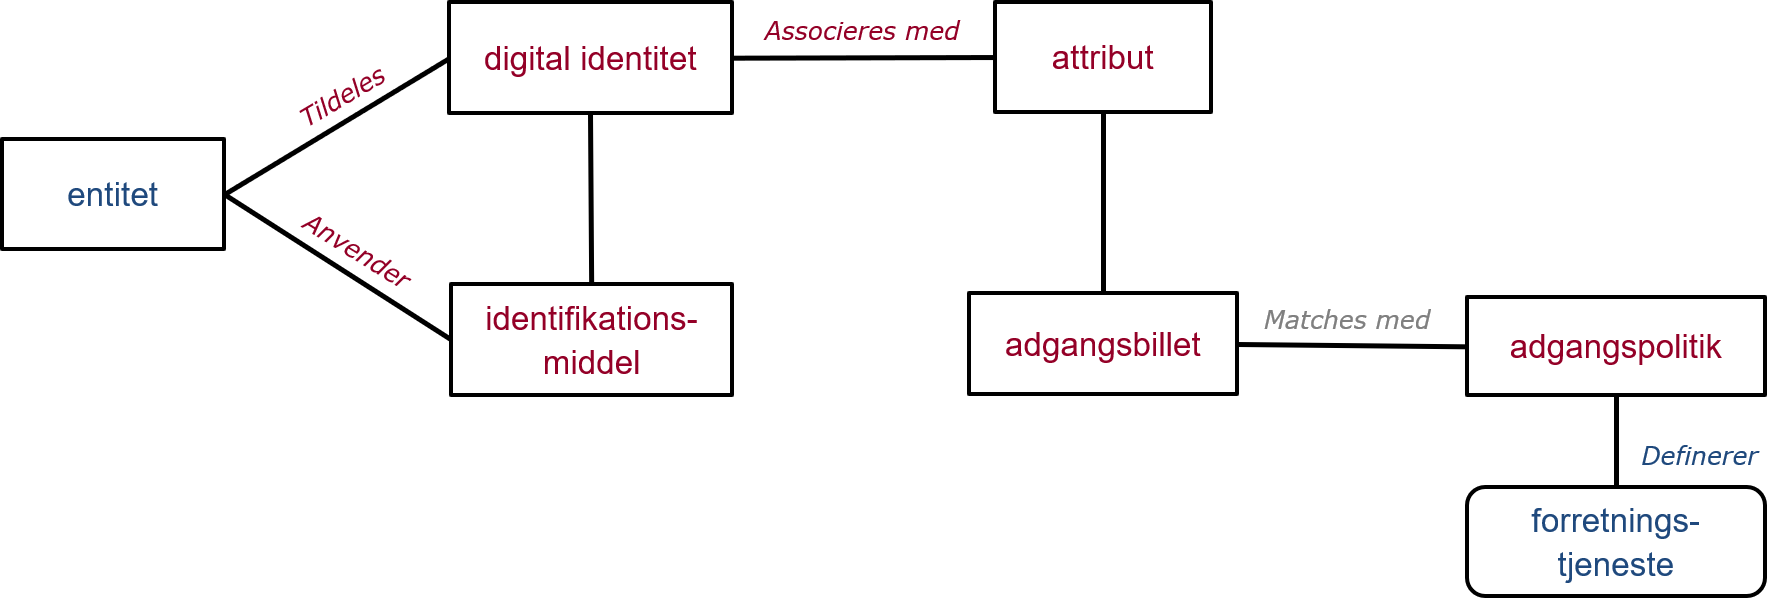 digital identitet
Associeres med
attribut
Tildeles
entitet
Anvender
identifikations-
middel
adgangsbillet
Matches med
adgangspolitik
Definerer
forretnings-
tjeneste